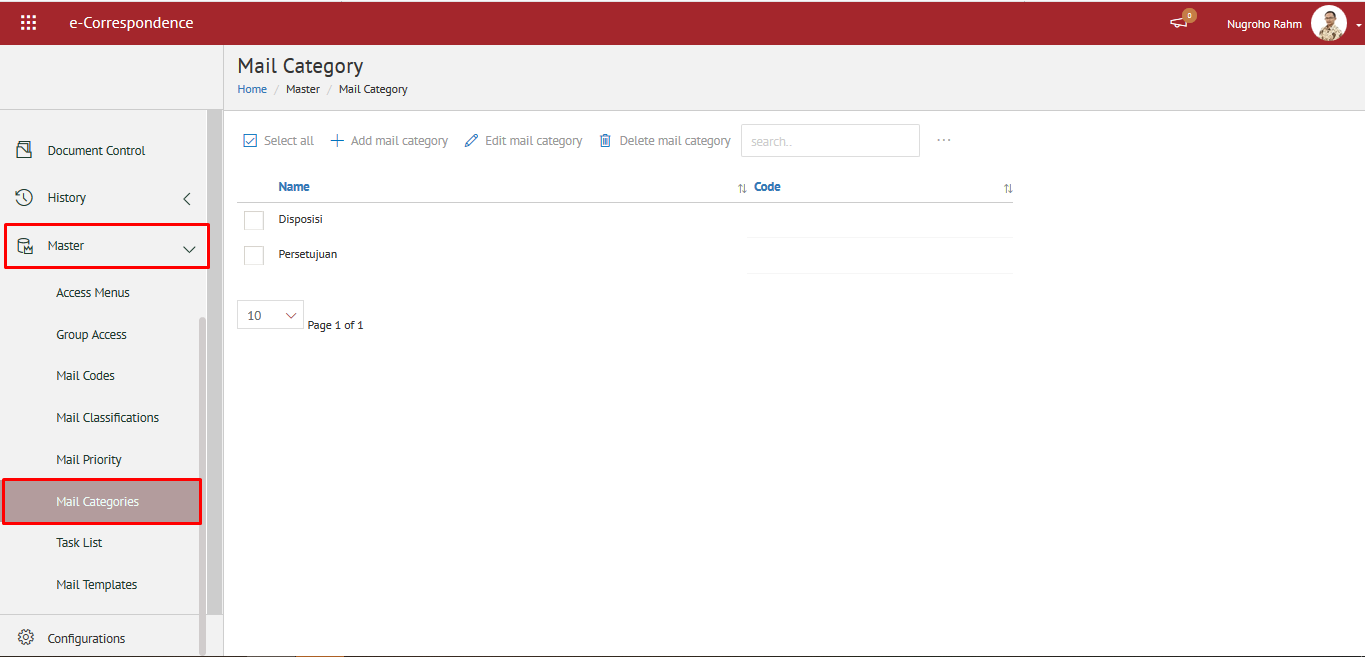 e-Correspondence
0
Nugroho Rahm
Mail Category
Home / Master / Mail Category
Document Control
History
Master
Access Menus
Group Access
Mail Codes
Mail Classifications
Mail Priority
Mail Categories
Task List
Mail Templates
Configurations
Select all
Add mail category
Edit mail category
Delete mail category
search..
...
Name
Code
Disposisi
Persetujuan
10
Page 1 of 1